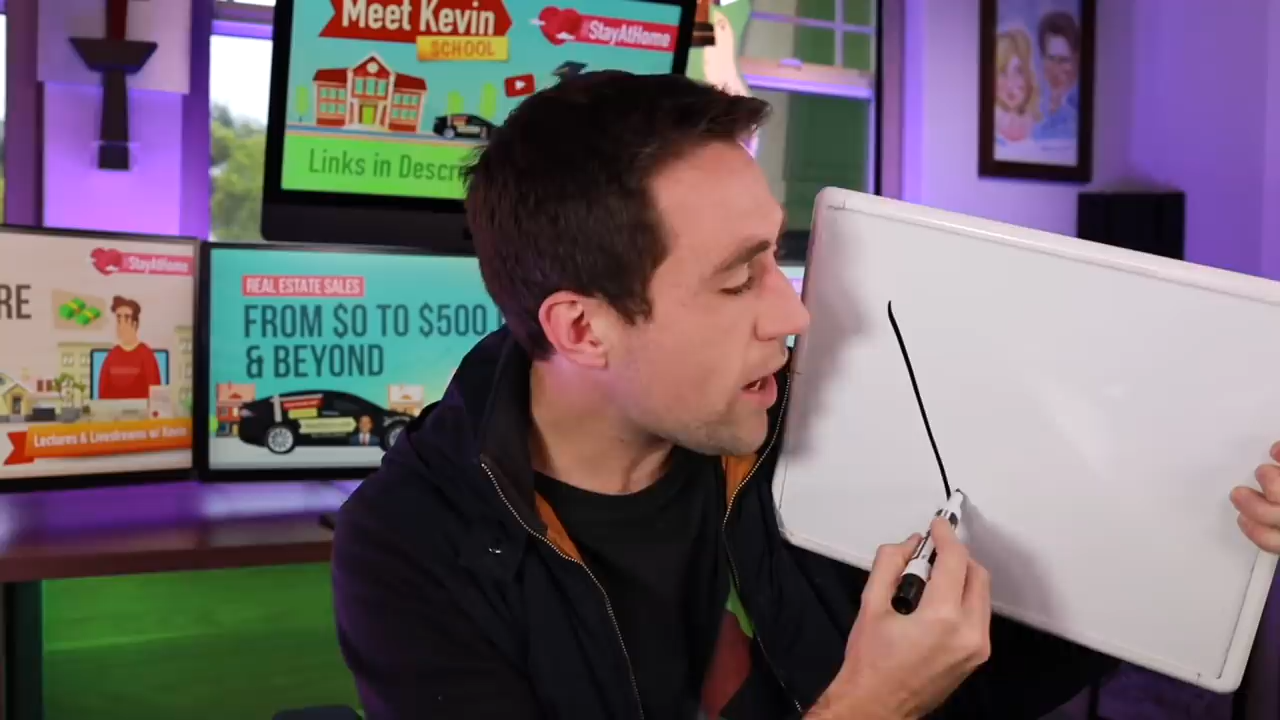 Meet Kevin
SCHOOL
StayAtHome
Links in
StayAtHome
RE
Lectures & Livestreams w/ Kevin
REAL ESTATE SALES
FROM $0 TO $500
& BEYOND